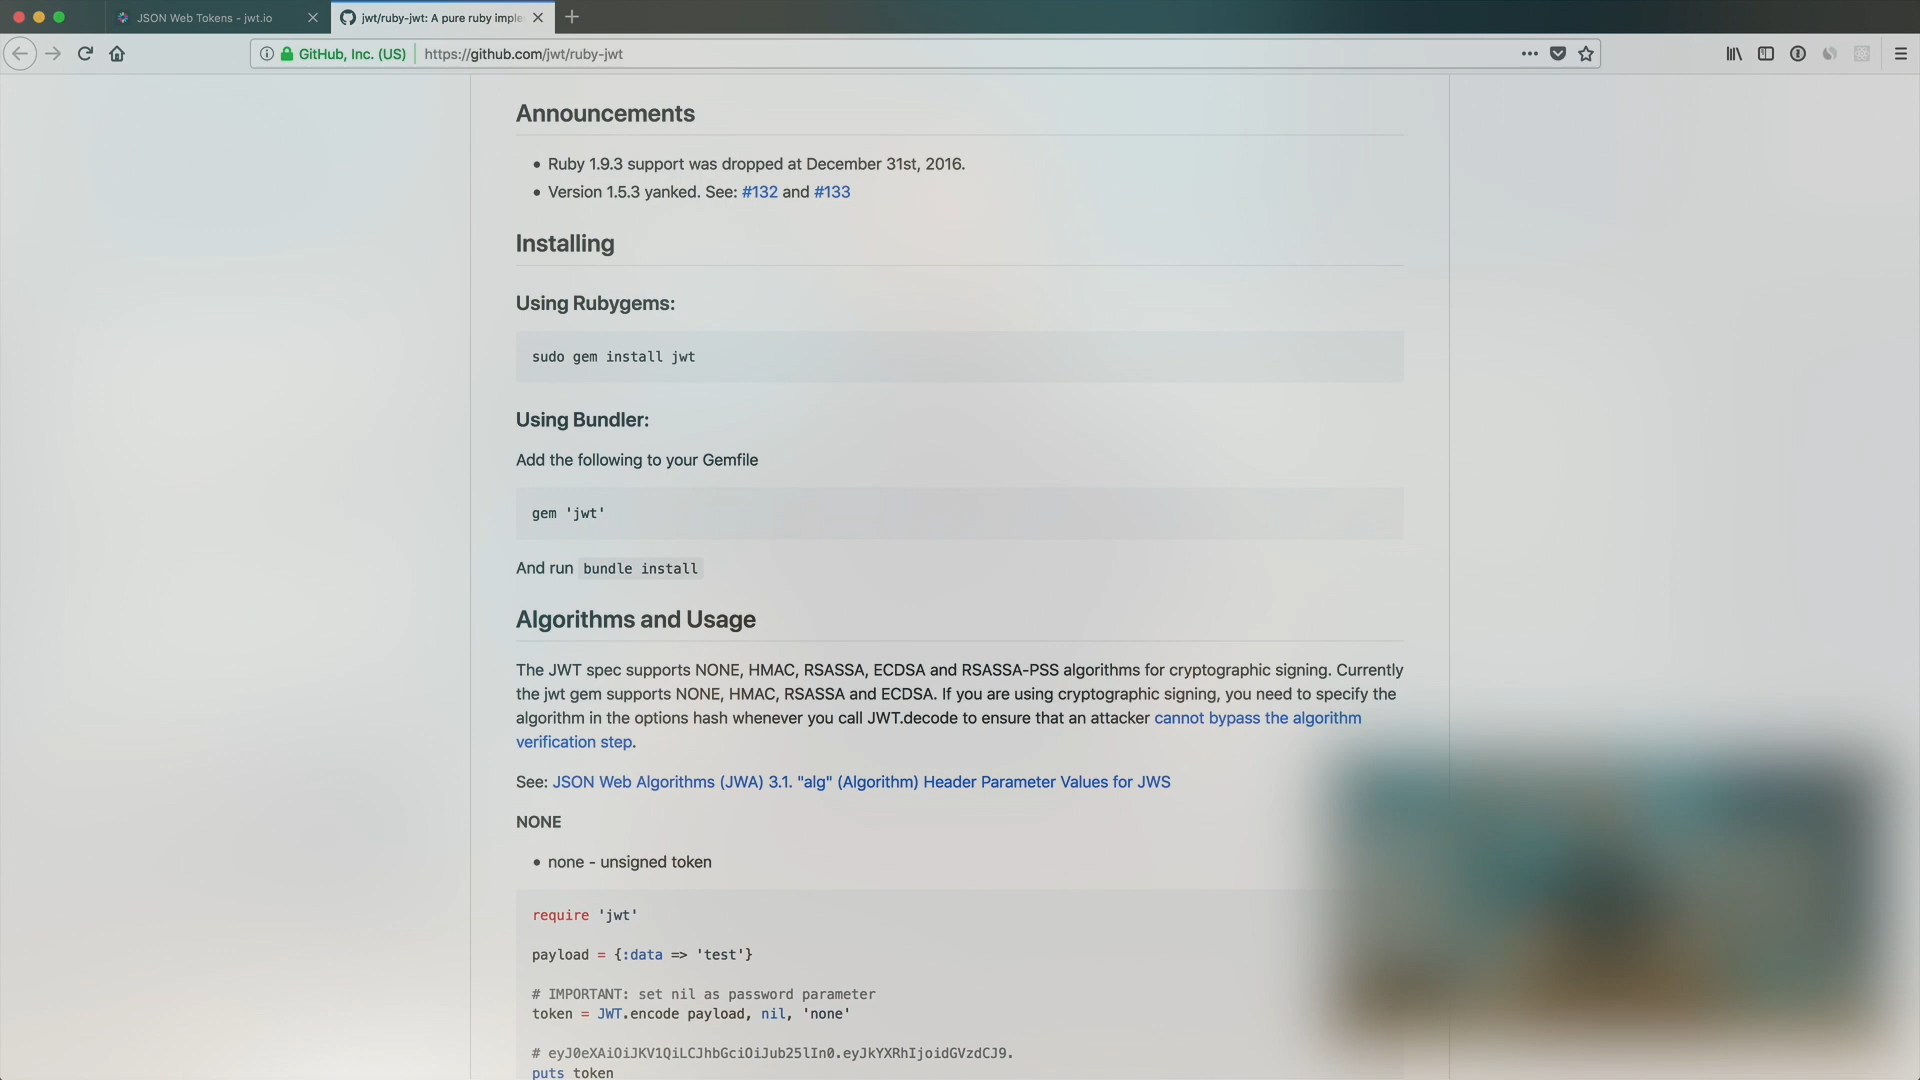 JSON Web Tokens - jwt.io
jwt/ruby-jwt: A pure ruby imple
GitHub, Inc. (US)
https://github.com/jwt/ruby-jwt
Announcements
• Ruby 1.9.3 support was dropped at December 31st, 2016.
• Version 1.5.3 yanked. See: #132 and #133
Installing
Using Rubygems:
sudo gem install jwt
Using Bundler:
Add the following to your Gemfile
gem 'jwt'
And run bundle install
Algorithms and Usage
The JWT spec supports NONE, HMAC, RSASSA, ECDSA and RSASSA-PSS algorithms for cryptographic signing. Currently
the jwt gem supports NONE, HMAC, RSASSA and ECDSA. If you are using cryptographic signing, you need to specify the
algorithm in the options hash whenever you call JWT.decode to ensure that an attacker cannot bypass the algorithm
verification step.
See: JSON Web Algorithms (JWA) 3.1. "alg" (Algorithm) Header Parameter Values for JWS
NONE
• none - unsigned token
require 'jwt'
payload = {:data => 'test'}
# IMPORTANT: set nil as password parameter
token = JWT.encode payload, nil, 'none'
# eyJ0eXAiOiJKV1QiLCJhbGciOiJub25lIn0.eyJkYXRhIjoidGVzdCJ9.
puts token